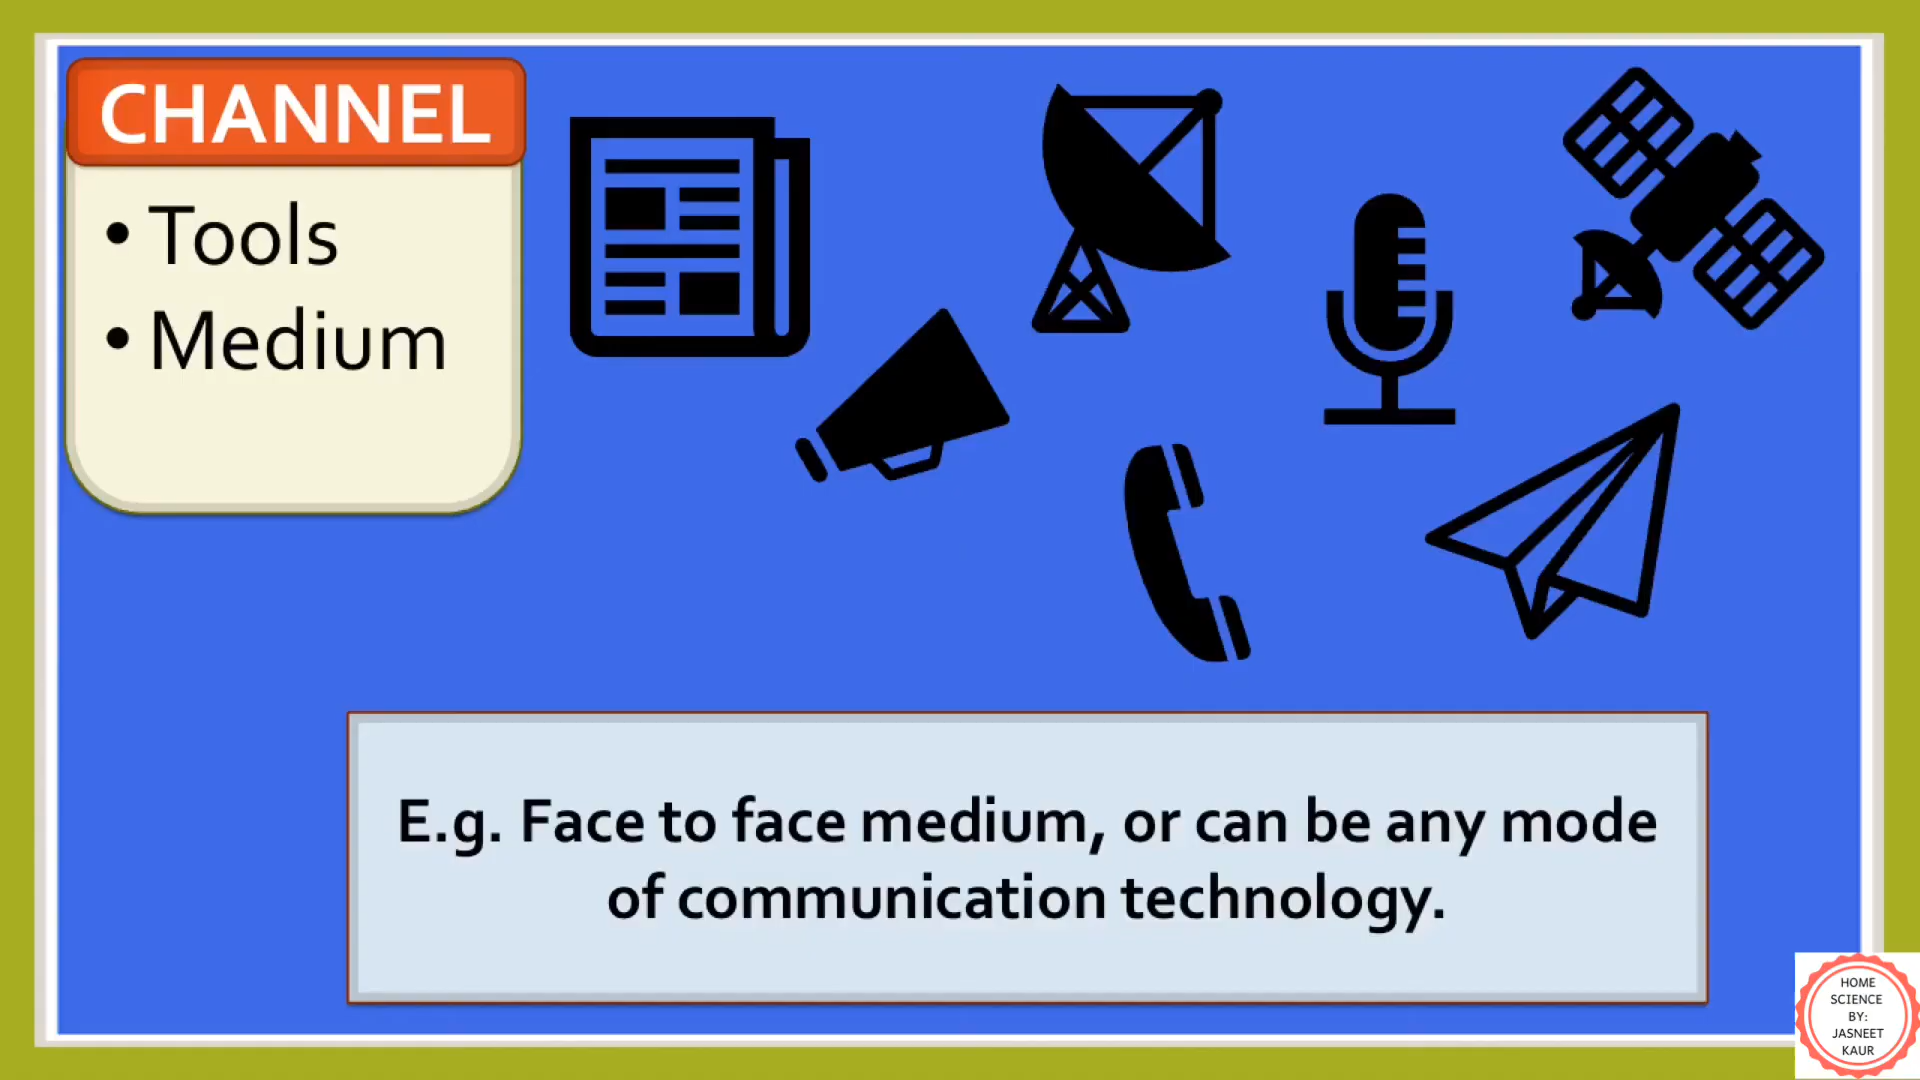 CHANNEL
• Tools
• Medium
E.g. Face to face medium, or can be any mode
of communication technology.
HOME
SCIENCE
BY:
JASNEET
KAUR